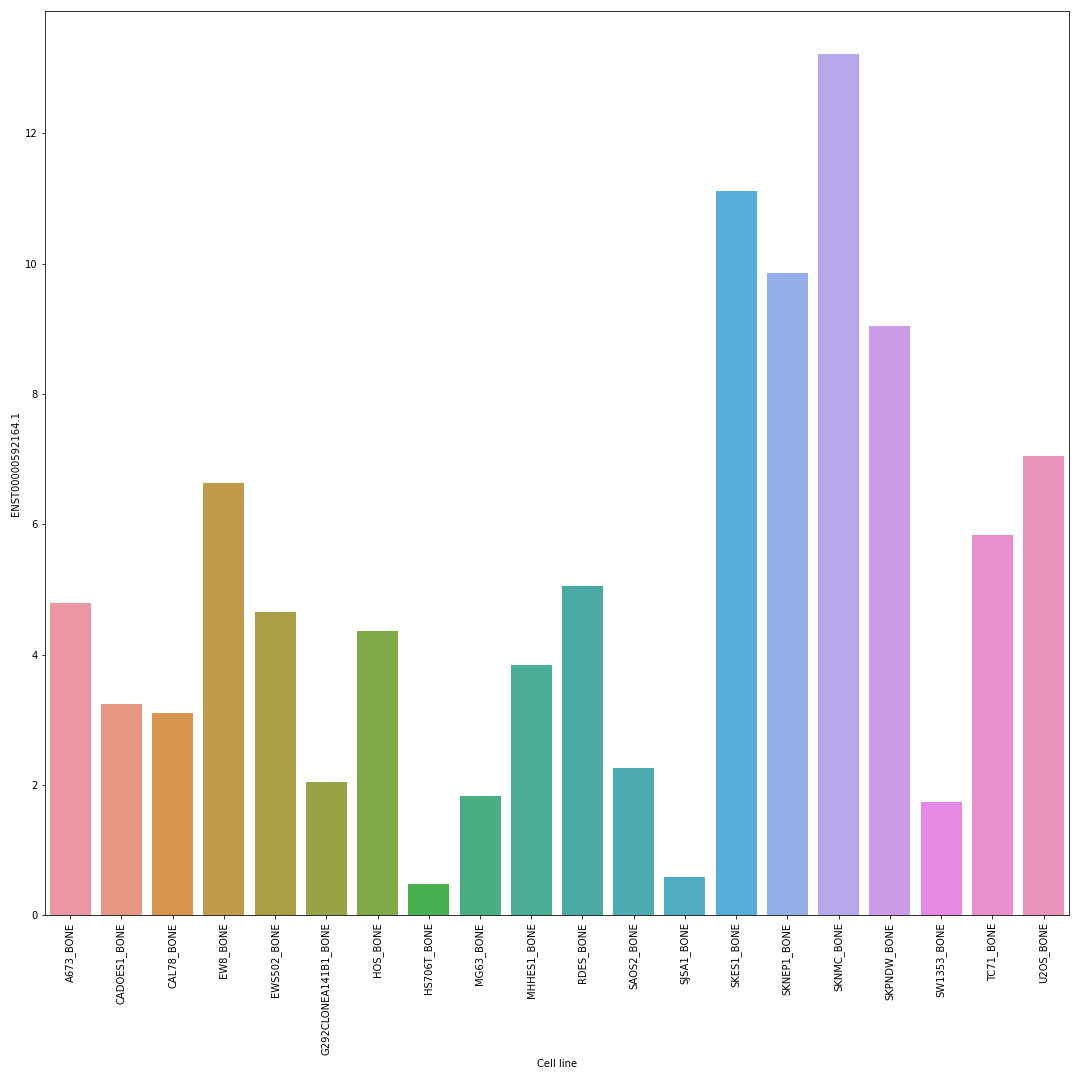 ENST00000592164.1
12
10
8
6
4
2
0
A673_BONE
CADOES1_BONE
CAL78_BONE
EW8_BONE
EWS502_BONE
G292CLONEA141B1_BONE
HOS_BONE
HS706T_BONE
MG63_BONE
MHHES1_BONE
RDES_BONE
SAOS2_BONE
SJSA1_BONE
SKES1_BONE
SKNEP1_BONE
SKNMC_BONE
SKPNDW_BONE
SW1353_BONE
TC71_BONE
U2OS_BONE
Cell line